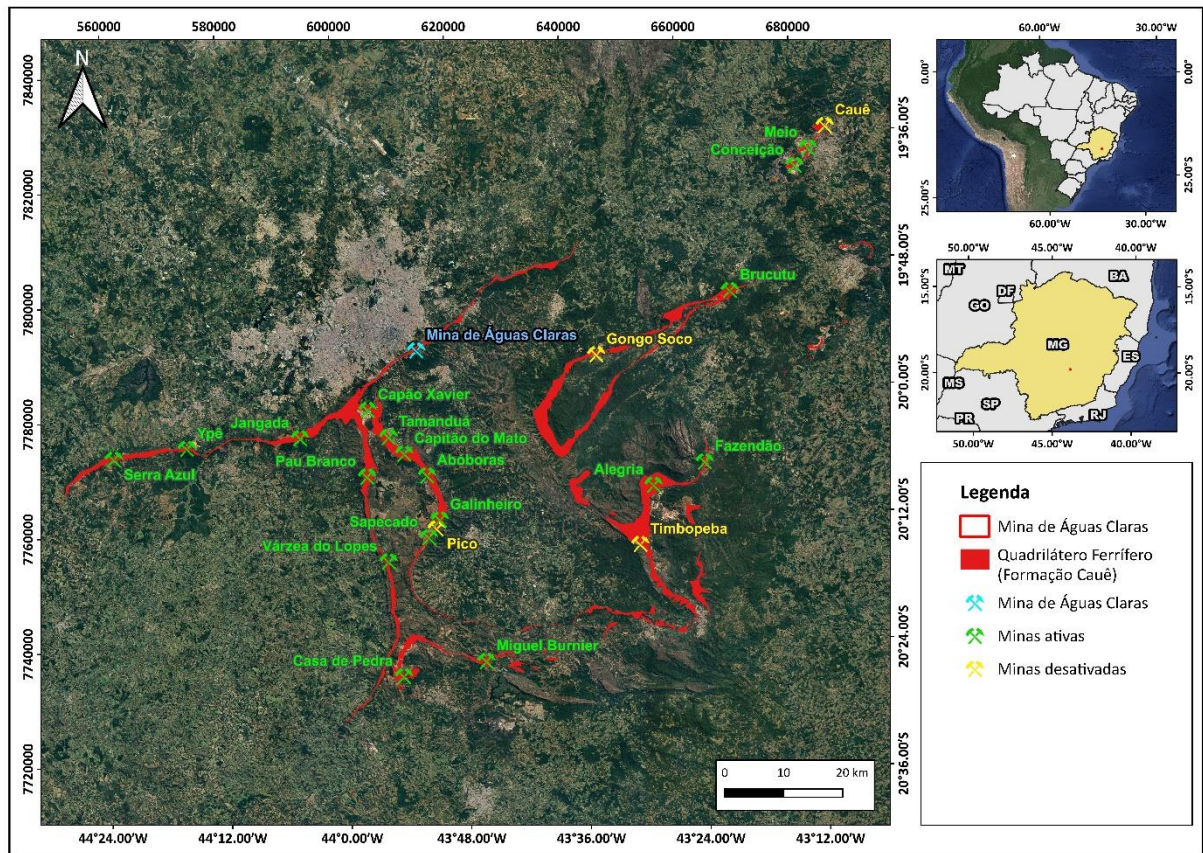 560000
580000
600000
620000
640000
660000
680000
N
7840000
7820000
7800000
7780000
7760000
7740000
7720000
19°36.00'S
19°48.00'S
20°0.00'S
20°12.00'S
20°24.00'S
20°36.00'S
44°24.00'W
44°12.00'W
44°0.00'W
43°48.00'W
43°36.00'W
43°24.00'W
43°12.00'W
Cauê
Meio
Conceição
Brucutu
Mina de Águas Claras
Gongo Soco
Capão Xavier
Tamanduá
Capitão do Mato
Jangada
Ypê
Serra Azul
Pau Branco
Abóboras
Fazendão
Alegria
Galinheiro
Sapecado
Pico
Timbopeba
Várzea do Lopes
Miguel Burnier
Casa de Pedra
0 10 20 km
60.00°W
30.00°W
0.00°
0.00°
25.00°S
25.00°S
60.00°W
30.00°W
50.00°W
45.00°W
40.00°W
MT
BA
DF
GO
15.00°S
15.00°S
MG
ES
MS
20.00°S
20.00°S
SP
RJ
PR
50.00°W
45.00°W
40.00°W
Legenda
Mina de Águas Claras
Quadrilátero Ferrífero
(Formação Cauê)
Mina de Águas Claras
Minas ativas
Minas desativadas